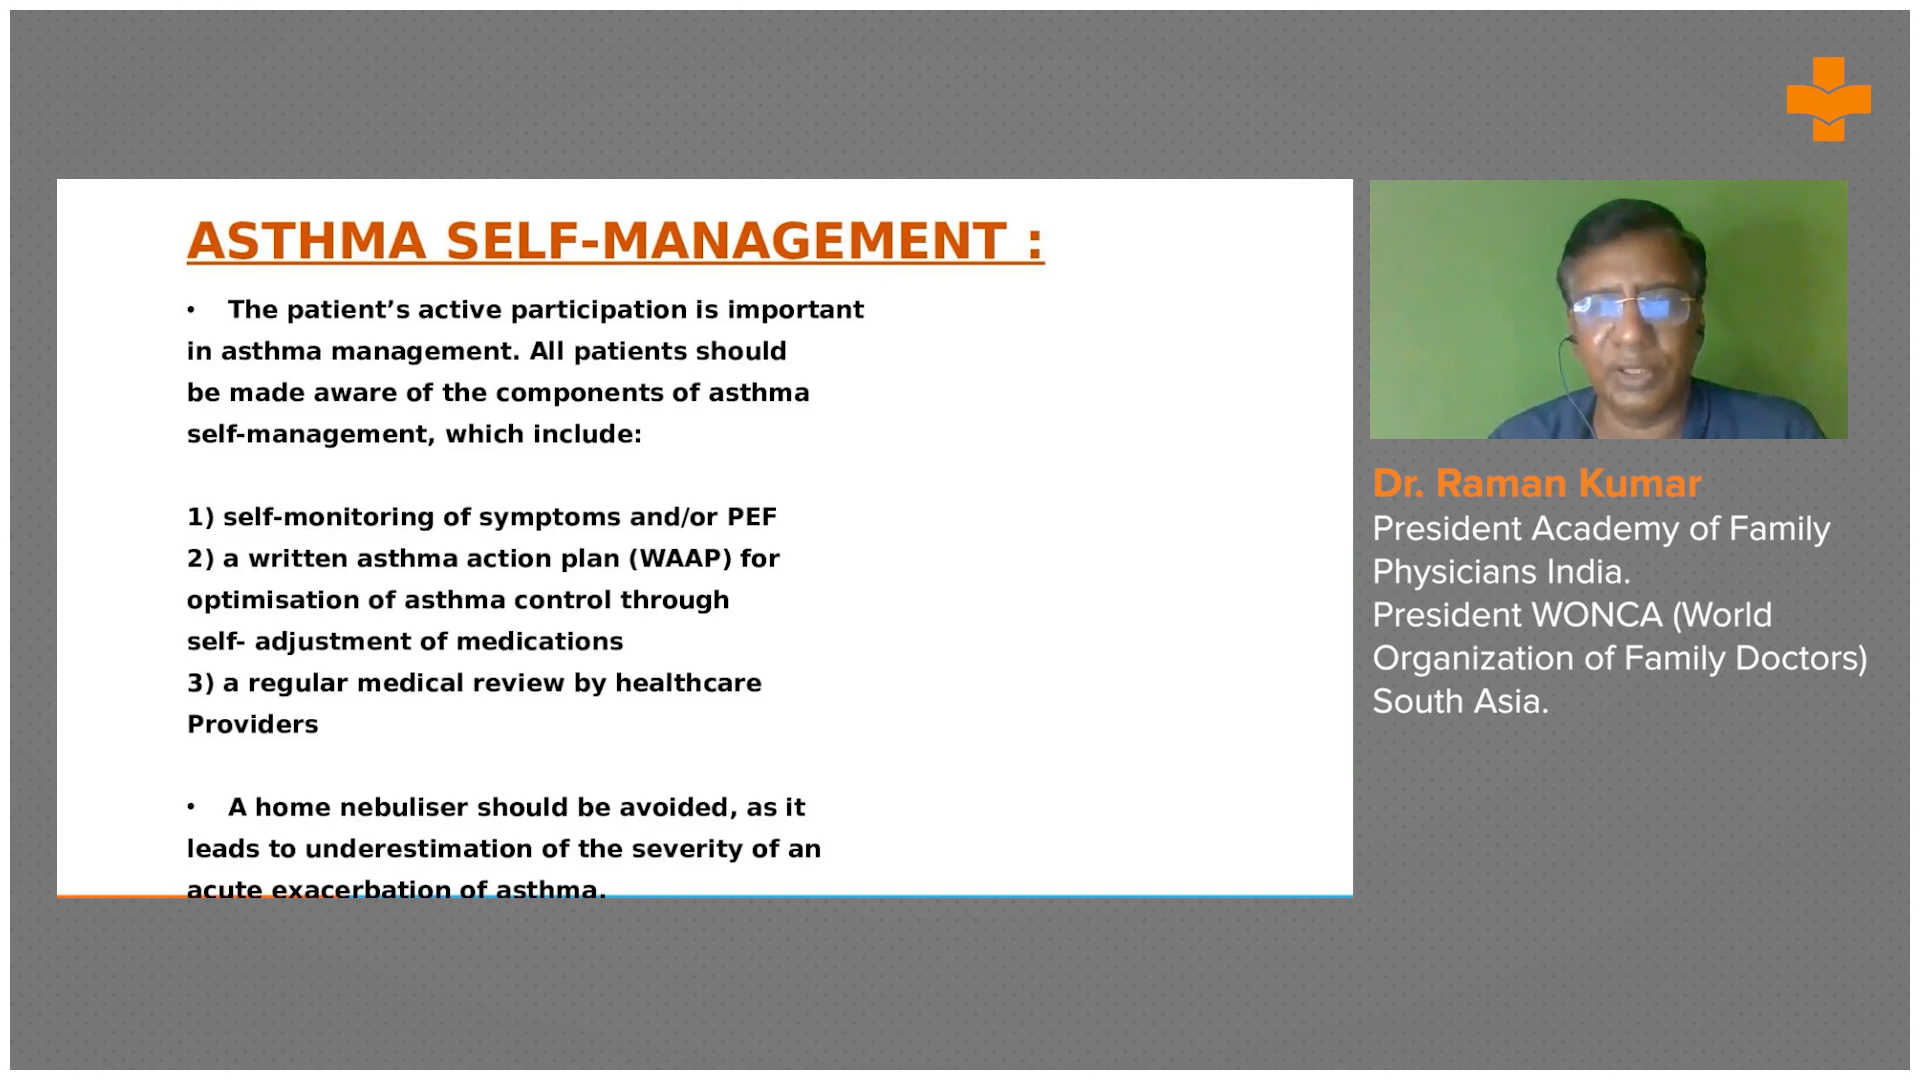 ASTHMA SELF-MANAGEMENT :
• The patient’s active participation is important
in asthma management. All patients should
be made aware of the components of asthma
self-management, which include:
1) self-monitoring of symptoms and/or PEF
2) a written asthma action plan (WAAP) for
optimisation of asthma control through
self- adjustment of medications
3) a regular medical review by healthcare
Providers
• A home nebuliser should be avoided, as it
leads to underestimation of the severity of an
acute exacerbation of asthma.
Dr. Raman Kumar
President Academy of Family
Physicians India.
President WONCA (World
Organization of Family Doctors)
South Asia.